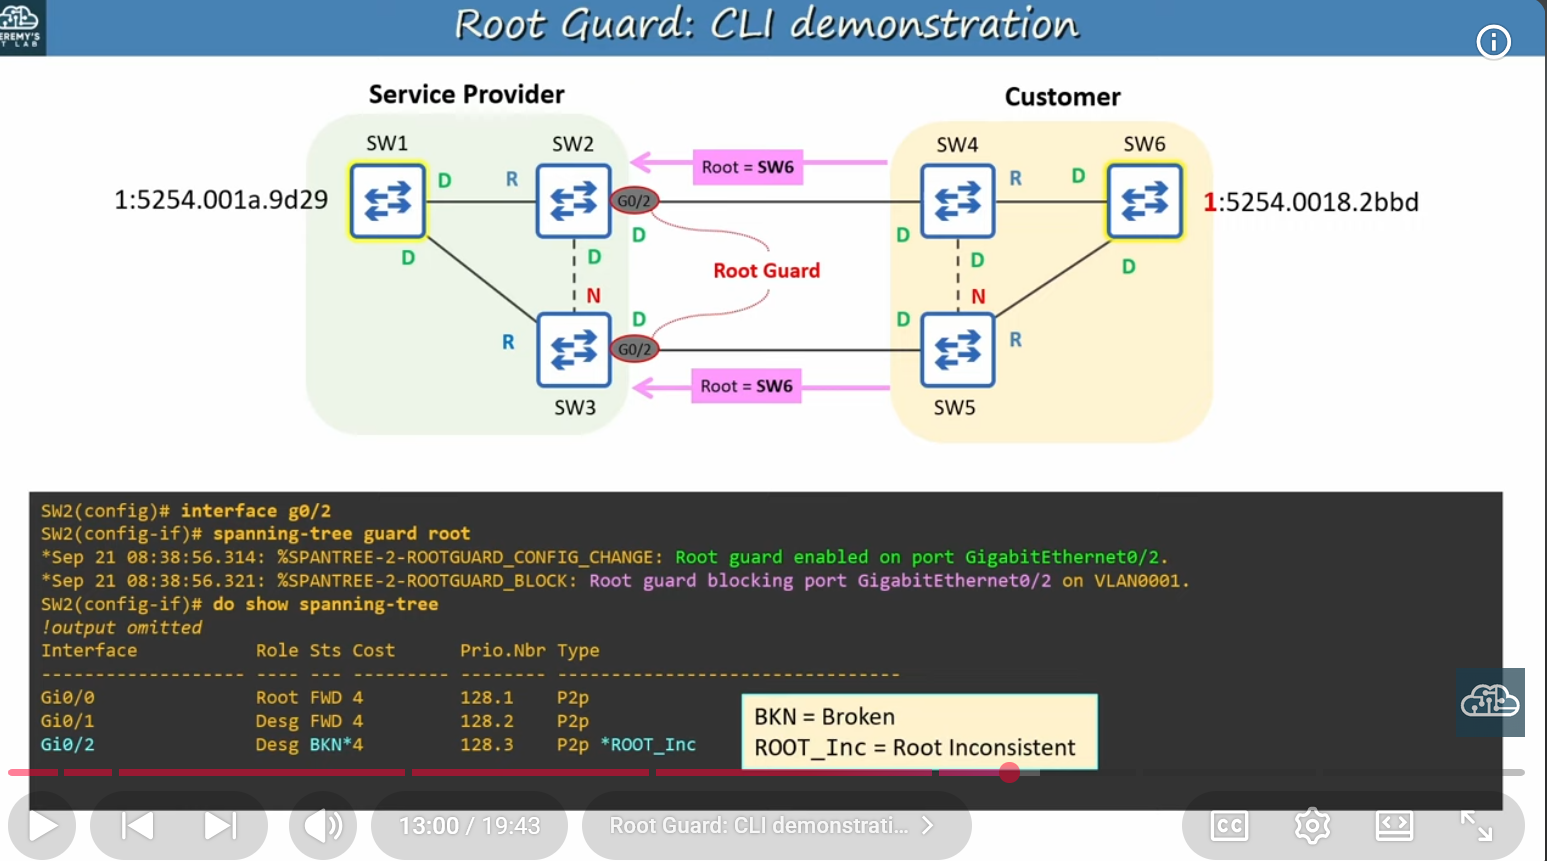 Root Guard: CLI demonstration
JEREMY'S
IT LAB
Service Provider
Customer
SW1
SW2
SW4
SW6
Root = SW6
D
R
R
D
1:5254.001a.9d29
G0/2
1:5254.0018.2bbd
D
D
D
D
D
D
Root Guard
N
N
D
D
R
R
G0/2
Root = SW6
SW3
SW5
SW2(config)# interface g0/2
SW2(config-if)# spanning-tree guard root
*Sep 21 08:38:56.314: %SPANTREE-2-ROOTGUARD_CONFIG_CHANGE: Root guard enabled on port GigabitEthernet0/2.
*Sep 21 08:38:56.321: %SPANTREE-2-ROOTGUARD_BLOCK: Root guard blocking port GigabitEthernet0/2 on VLAN0001.
SW2(config-if)# do show spanning-tree
!output omitted
Interface Role Sts Cost Prio.Nbr Type
------------------- ---- --- --------- -------- --------------------------------
Gi0/0 Root FWD 4 128.1 P2p
Gi0/1 Desg FWD 4 128.2 P2p
Gi0/2 Desg BKN*4 128.3 P2p *ROOT_Inc
BKN = Broken
ROOT_Inc = Root Inconsistent
13:00 / 19:43
Root Guard: CLI demonstrati...
CC